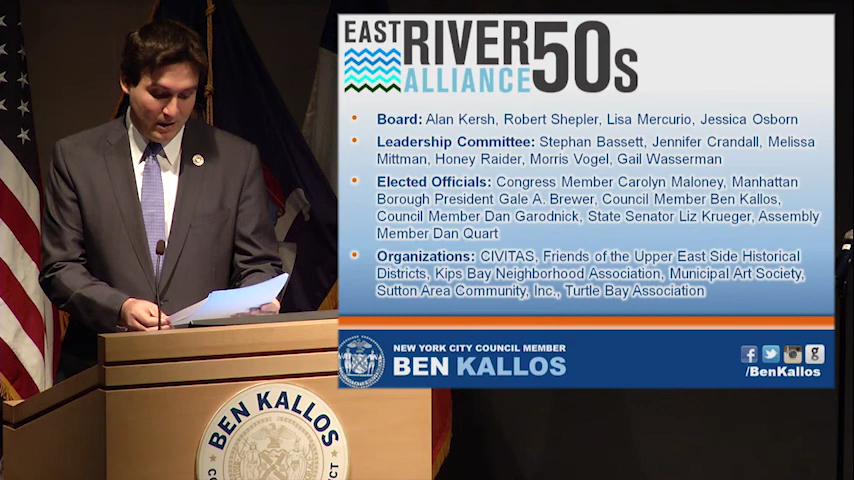 EAST RIVER 50s
ALLIANCE
• Board: Alan Kersh, Robert Shepler, Lisa Mercurio, Jessica Osborn
• Leadership Committee: Stephan Bassett, Jennifer Crandall, Melissa
Mittman, Honey Raider, Morris Vogel, Gail Wasserman
• Elected Officials: Congress Member Carolyn Maloney, Manhattan
Borough President Gale A. Brewer, Council Member Ben Kallos,
Council Member Dan Garodnick, State Senator Liz Krueger, Assembly
Member Dan Quart
• Organizations: CIVITAS, Friends of the Upper East Side Historical
Districts, Kips Bay Neighborhood Association, Municipal Art Society,
Sutton Area Community, Inc., Turtle Bay Association
NEW YORK CITY COUNCIL MEMBER
BEN KALLOS
/BenKallos
BEN KALLOS